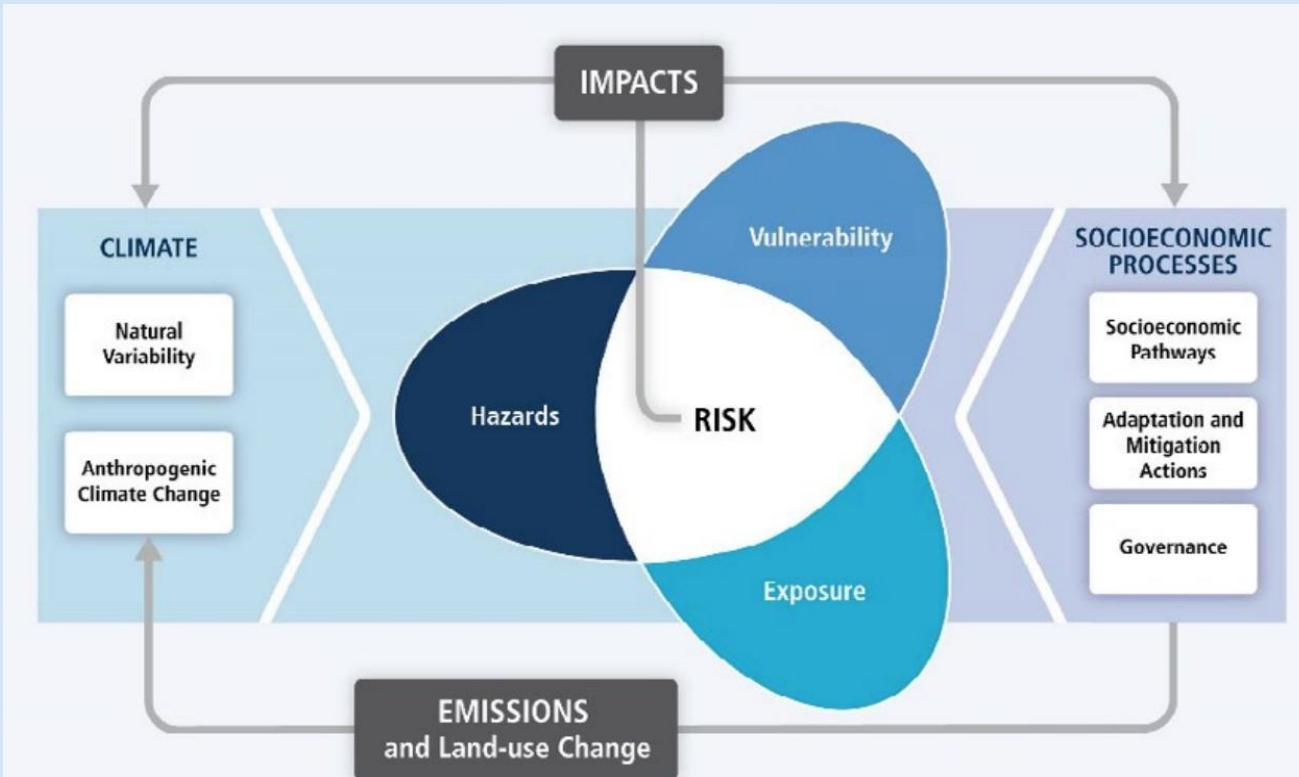 IMPACTS
CLIMATE
Natural
Variability
Anthropogenic
Climate Change
Hazards
Vulnerability
RISK
Exposure
SOCIOECONOMIC
PROCESSES
Socioeconomic
Pathways
Adaptation and
Mitigation
Actions
Governance
EMISSIONS
and Land-use Change